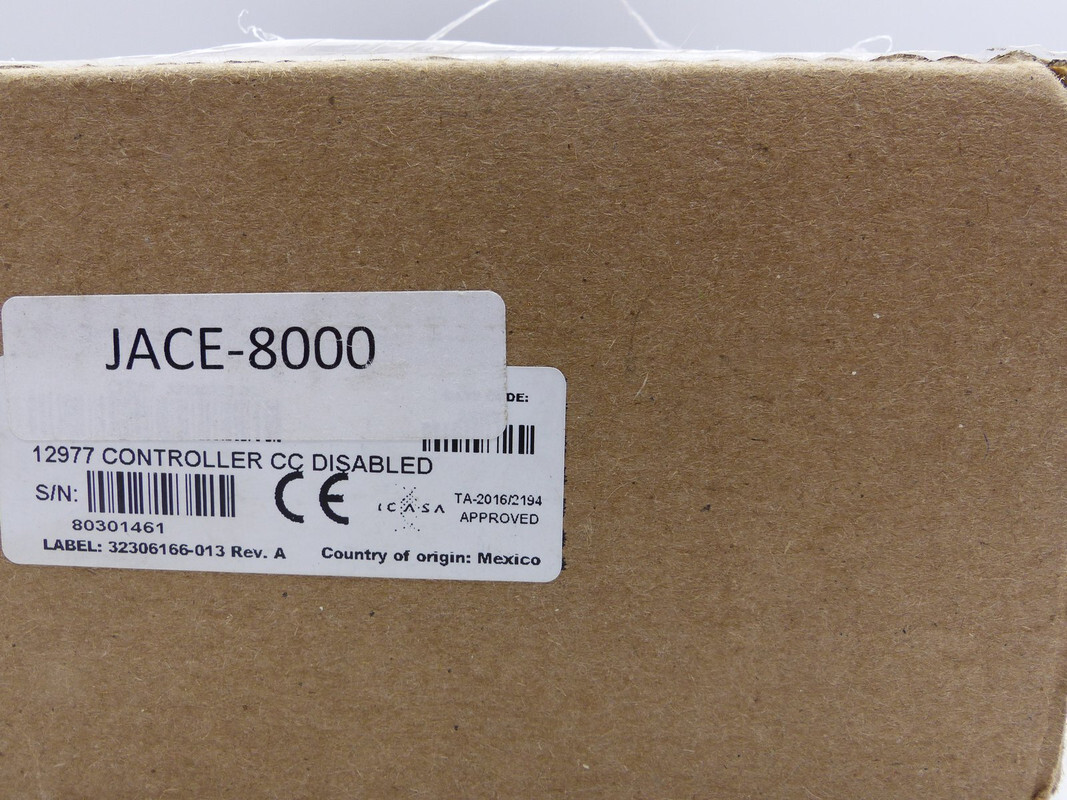 JACE-8000
DE:
12977 CONTROLLER CC DISABLED
S/N:
80301461
CE
ICASA
TA-2016/2194
APPROVED
LABEL: 32306166-013 Rev. A
Country of origin: Mexico